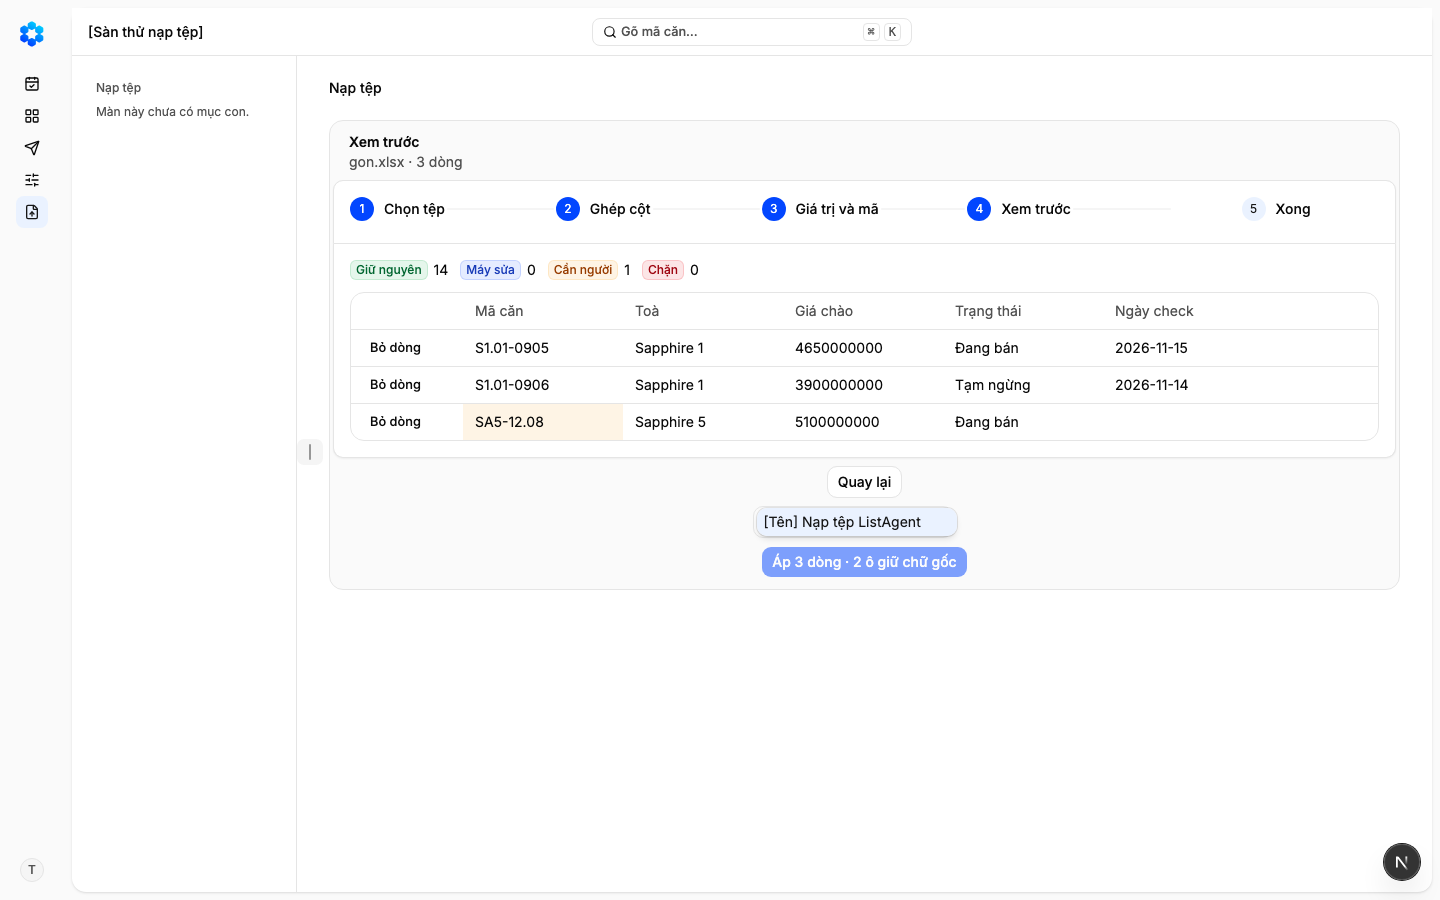 [Sàn thử nạp tệp]
Gõ mã căn...
⌘ K
Nạp tệp
Màn này chưa có mục con.
Nạp tệp
Xem trước
gon.xlsx · 3 dòng
1 Chọn tệp 2 Ghép cột 3 Giá trị và mã 4 Xem trước 5 Xong
Giữ nguyên 14 Máy sửa 0 Cần người 1 Chặn 0
Mã căn Toà Giá chào Trạng thái Ngày check
Bỏ dòng S1.01-0905 Sapphire 1 4650000000 Đang bán 2026-11-15
Bỏ dòng S1.01-0906 Sapphire 1 3900000000 Tạm ngừng 2026-11-14
Bỏ dòng SA5-12.08 Sapphire 5 5100000000 Đang bán
Quay lại
[Tên] Nạp tệp ListAgent
Áp 3 dòng · 2 ô giữ chữ gốc
T
N